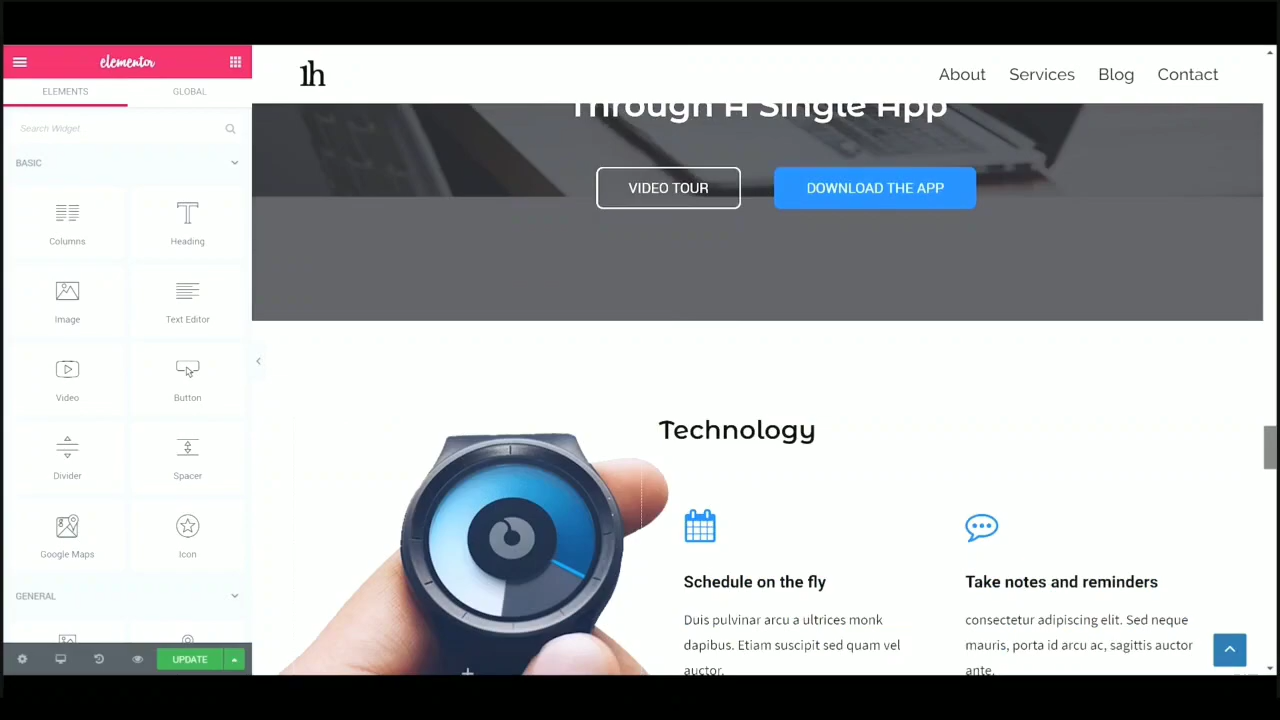 elementor
ELEMENTS
GLOBAL
Search Widget
BASIC
Columns
Heading
Image
Text Editor
Video
Button
Divider
Spacer
Google Maps
Icon
GENERAL
UPDATE
1h
About
Services
Blog
Contact
Through A Single App
VIDEO TOUR
DOWNLOAD THE APP
Technology
Schedule on the fly
Duis pulvinar arcu a ultrices monk
dapibus. Etiam suscipit sed quam vel
auctor.
Take notes and reminders
consectetur adipiscing elit. Sed neque
mauris, porta id arcu ac, sagittis auctor
ante.